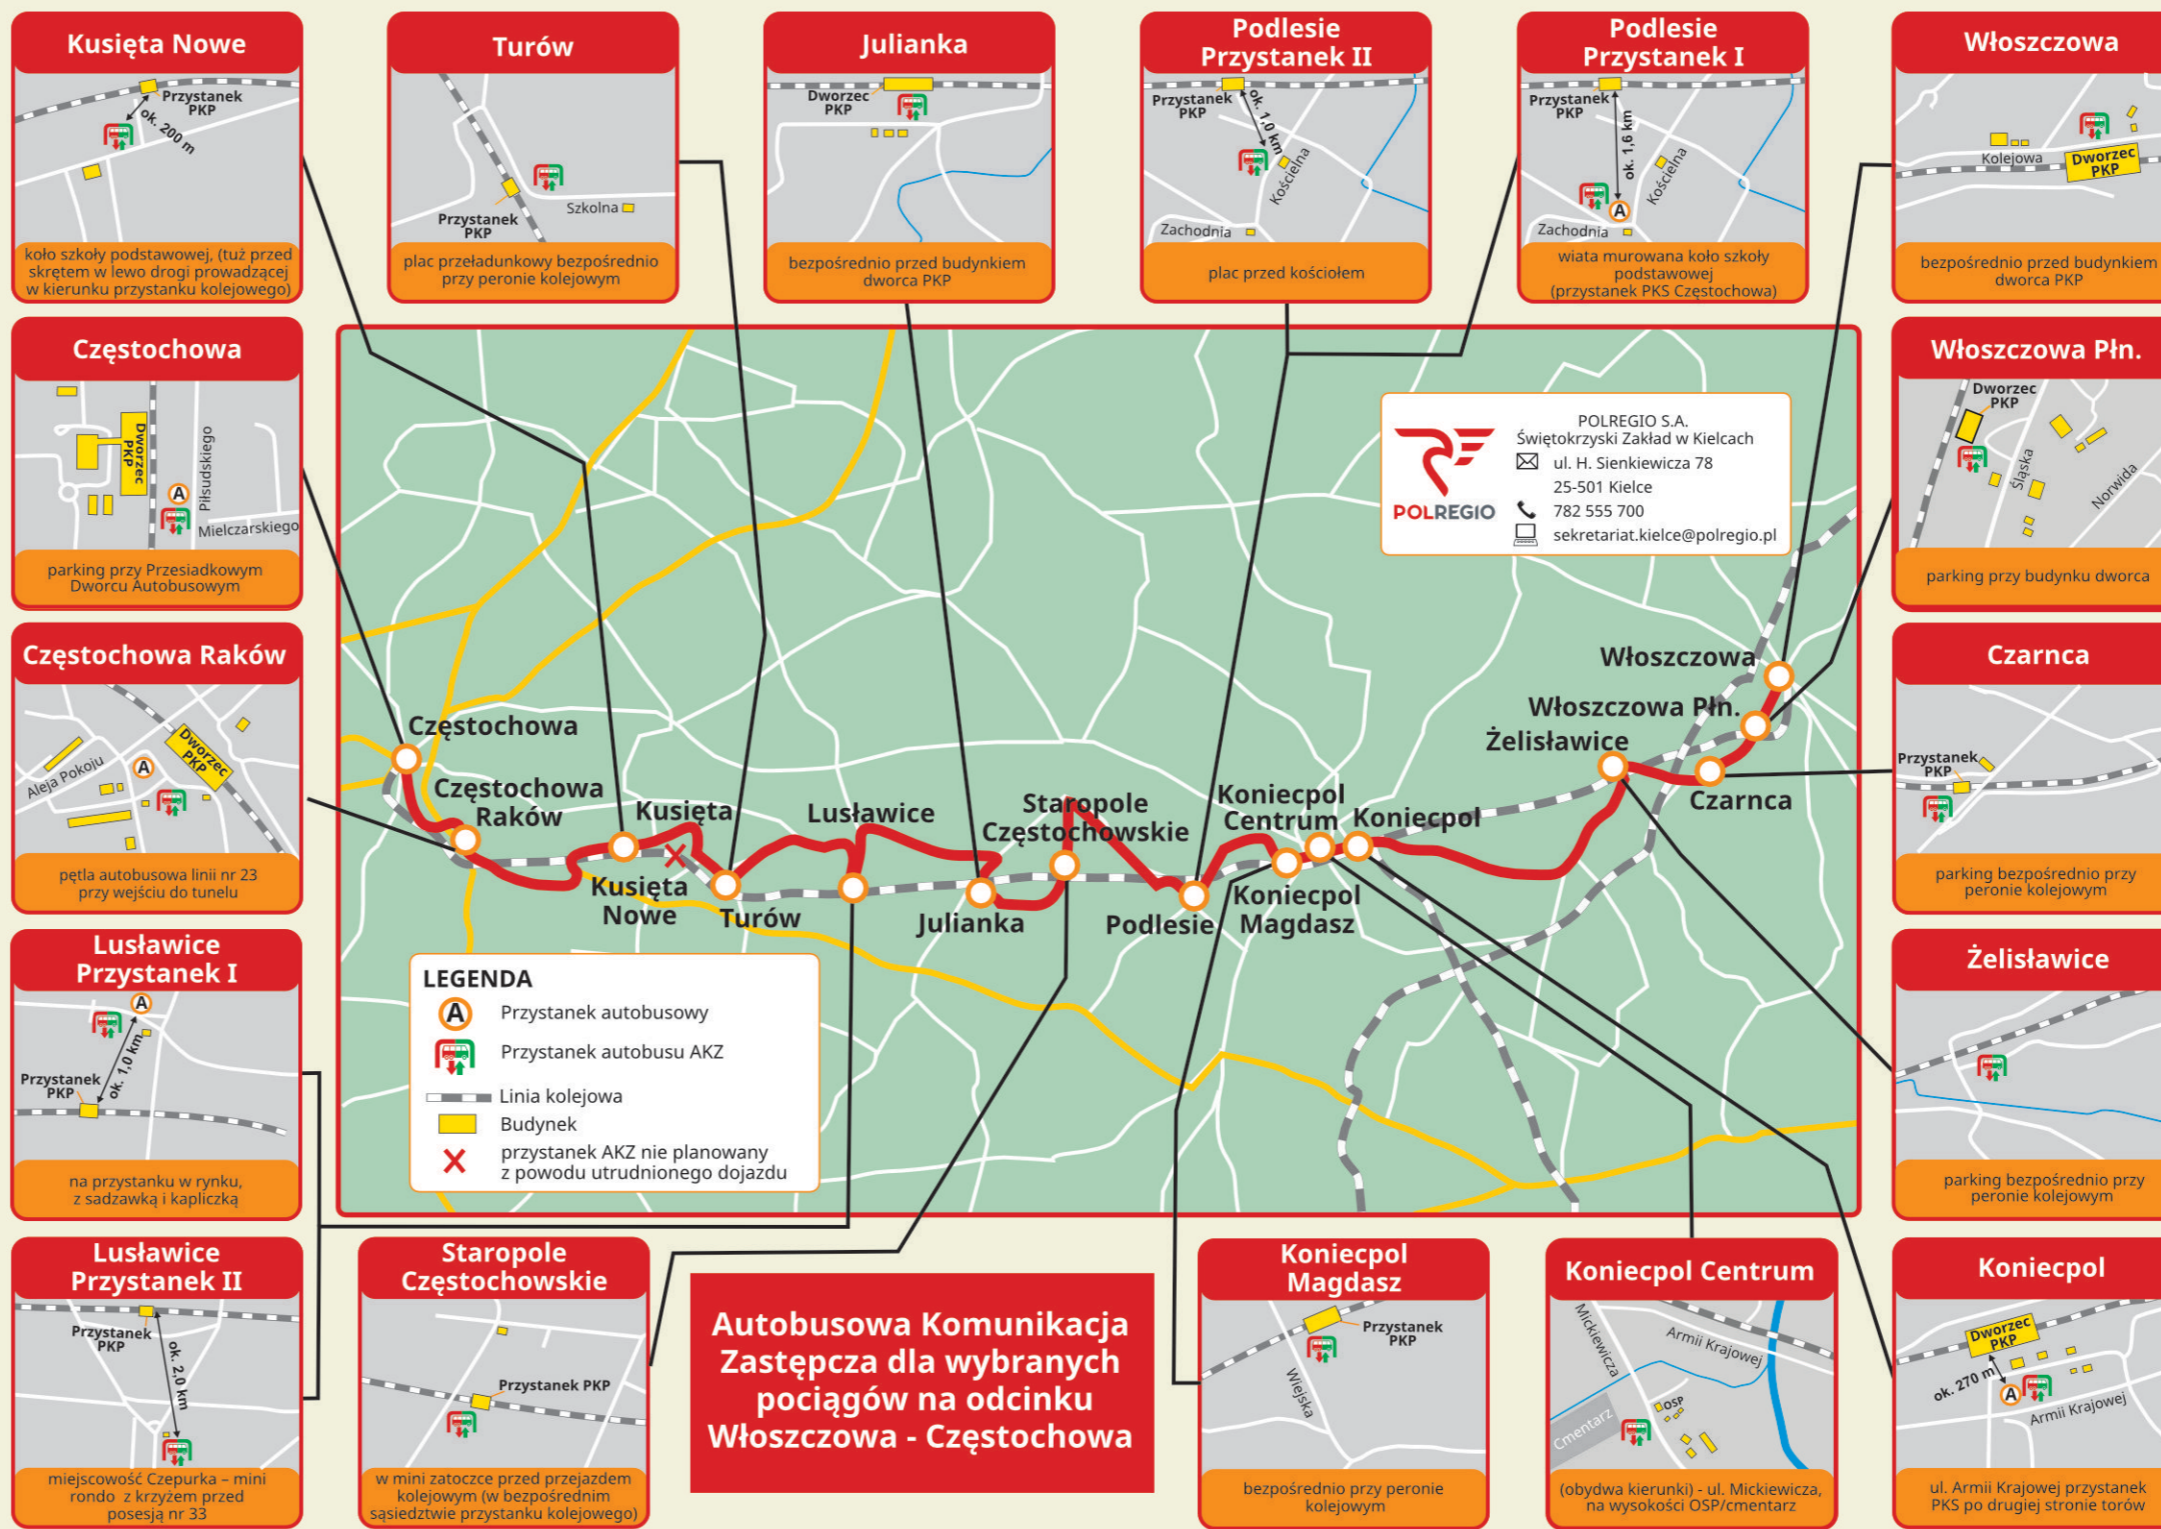 Kusięta Nowe
Przystanek
PKP
ok. 200 m
koło szkoły podstawowej, (tuż przed
skrętem w lewo drogi prowadzącej
w kierunku przystanku kolejowego)
Turów
Przystanek
PKP
Szkolna
plac przeładunkowy bezpośrednio
przy peronie kolejowym
Julianka
Dworzec
PKP
bezpośrednio przed budynkiem
dworca PKP
Podlesie
Przystanek II
Przystanek
PKP
ok. 1,0 km
Kościelna
Zachodnia
plac przed kościołem
Podlesie
Przystanek I
Przystanek
PKP
ok. 1,6 km
Kościelna
A
Zachodnia
wiata murowana koło szkoły
podstawowej
(przystanek PKS Częstochowa)
Włoszczowa
Kolejowa
Dworzec
PKP
bezpośrednio przed budynkiem
dworca PKP
Częstochowa
Dworzec
PKP
A
Piłsudskiego
Mielczarskiego
parking przy Przesiadkowym
Dworcu Autobusowym
Włoszczowa Płn.
Dworzec
PKP
Śląska
Norwida
parking przy budynku dworca
POLREGIO
POLREGIO S.A.
Świętokrzyski Zakład w Kielcach
ul. H. Sienkiewicza 78
25-501 Kielce
782 555 700
sekretariat.kielce@polregio.pl
Częstochowa Raków
Dworzec
PKP
Aleja Pokoju
A
pętla autobusowa linii nr 23
przy wejściu do tunelu
Czarnca
Przystanek
PKP
parking bezpośrednio przy
peronie kolejowym
Włoszczowa
Włoszczowa Płn.
Żelisławice
Czarnca
Częstochowa
Częstochowa
Raków
Kusięta
Kusięta
Nowe
Turów
Lusławice
Julianka
Staropole
Częstochowskie
Podlesie
Koniecpol
Centrum
Koniecpol
Koniecpol
Magdasz
LEGENDA
A
Przystanek autobusowy
Przystanek autobusu AKZ
Linia kolejowa
Budynek
przystanek AKZ nie planowany
z powodu utrudnionego dojazdu
Lusławice
Przystanek I
A
ok. 1,0 km
Przystanek
PKP
na przystanku w rynku,
z sadzawką i kapliczką
Żelisławice
parking bezpośrednio przy
peronie kolejowym
Lusławice
Przystanek II
Przystanek
PKP
ok. 2,0 km
miejscowość Czepurka – mini
rondo z krzyżem przed
posesją nr 33
Staropole
Częstochowskie
Przystanek PKP
w mini zatoczce przed przejazdem
kolejowym (w bezpośrednim
sąsiedztwie przystanku kolejowego)
Autobusowa Komunikacja
Zastępcza dla wybranych
pociągów na odcinku
Włoszczowa - Częstochowa
Koniecpol
Magdasz
Przystanek
PKP
Wiejska
bezpośrednio przy peronie
kolejowym
Koniecpol Centrum
Mickiewicza
Armii Krajowej
OSP
Cmentarz
(obydwa kierunki) - ul. Mickiewicza,
na wysokości OSP/cmentarz
Koniecpol
Dworzec
PKP
ok. 270 m
A
Armii Krajowej
ul. Armii Krajowej przystanek
PKS po drugiej stronie torów